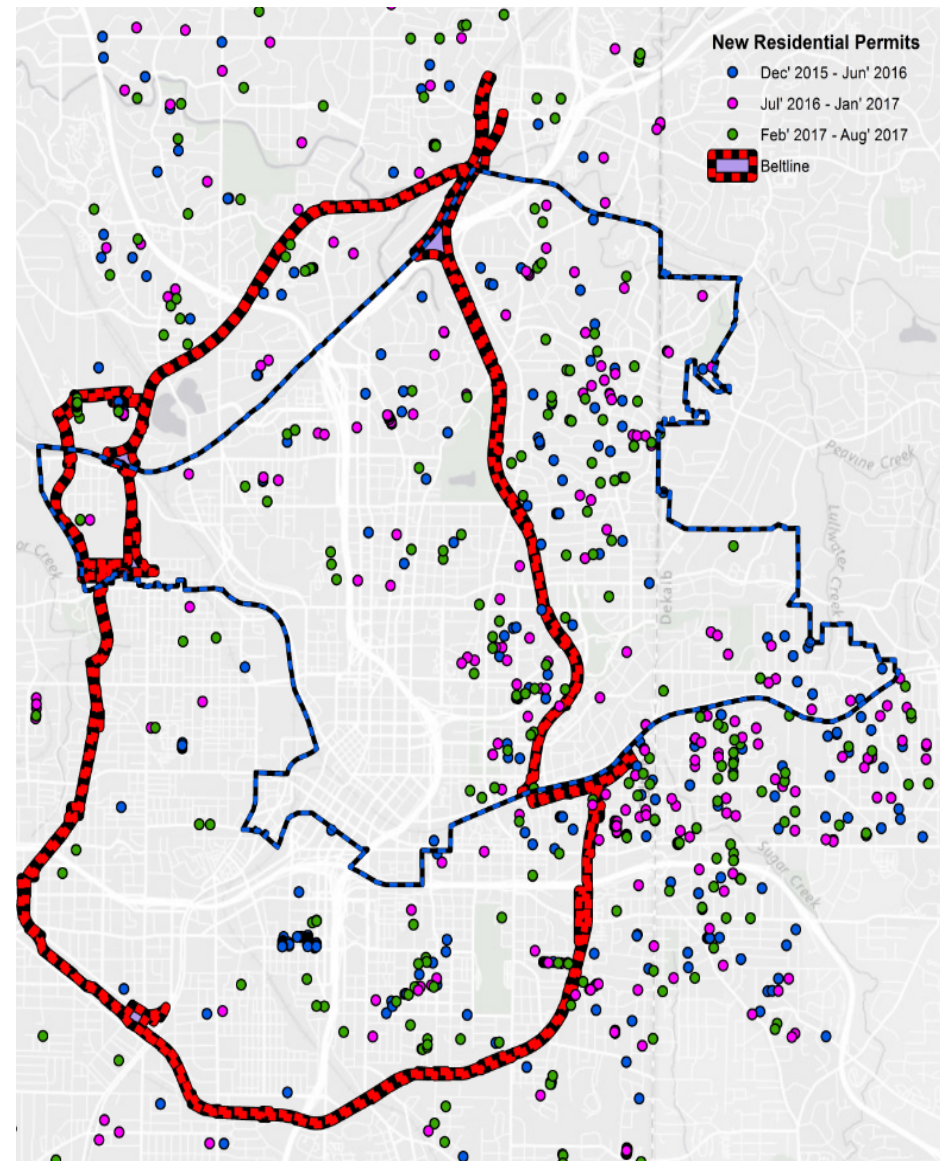 New Residential Permits
Dec' 2015 - Jun' 2016
Jul' 2016 - Jan' 2017
Feb' 2017 - Aug' 2017
Beltline
Peavine Creek
Lullwater Creek
ar Creek
Dekalb
Sugar Creek